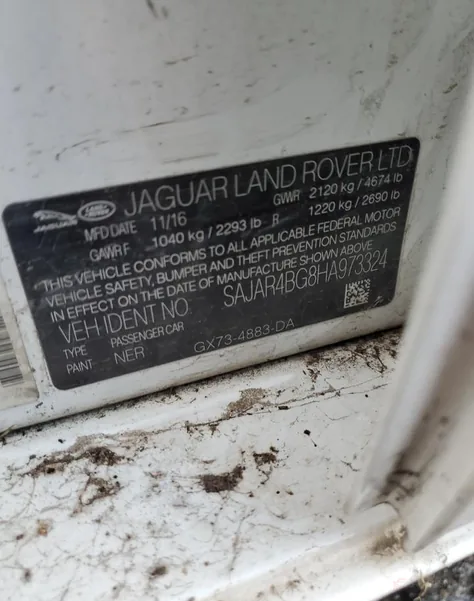 JAGUAR LAND ROVER LTD
MFD DATE 11/16 GVWR 2120 kg / 4674 lb
GAWR F 1040 kg / 2293 lb R 1220 kg / 2690 lb
THIS VEHICLE CONFORMS TO ALL APPLICABLE FEDERAL MOTOR
VEHICLE SAFETY, BUMPER AND THEFT PREVENTION STANDARDS
IN EFFECT ON THE DATE OF MANUFACTURE SHOWN ABOVE
VEH IDENT NO. SAJAR4BG8HA973324
TYPE PASSENGER CAR
PAINT NER GX73-4883-DA